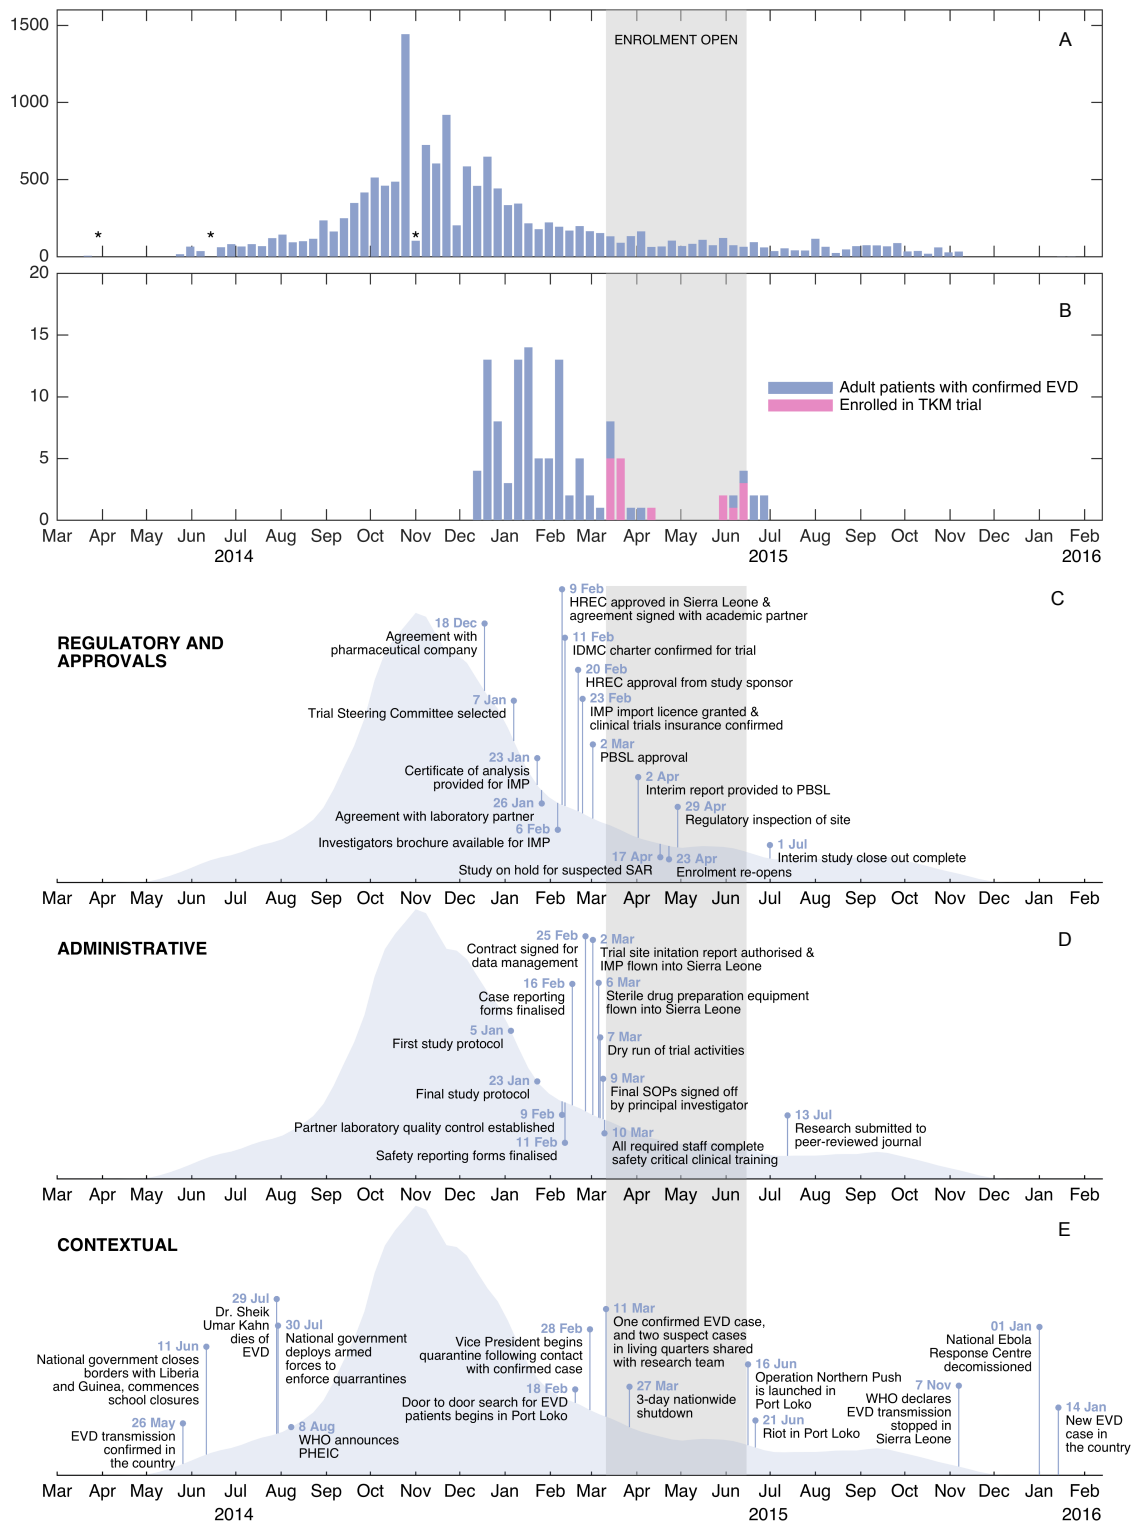 1500
1000
500
0
*
*
*
ENROLMENT OPEN
A
20
15
10
5
0
B
Adult patients with confirmed EVD
Enrolled in TKM trial
Mar Apr May Jun Jul Aug Sep Oct Nov Dec Jan Feb Mar Apr May Jun Jul Aug Sep Oct Nov Dec Jan Feb
2014 2015 2016
C
REGULATORY AND
APPROVALS
18 Dec
Agreement with
pharmaceutical company
7 Jan
Trial Steering Committee selected
23 Jan
Certificate of analysis
provided for IMP
26 Jan
Agreement with laboratory partner
6 Feb
Investigators brochure available for IMP
9 Feb
HREC approved in Sierra Leone &
agreement signed with academic partner
11 Feb
IDMC charter confirmed for trial
20 Feb
HREC approval from study sponsor
23 Feb
IMP import licence granted &
clinical trials insurance confirmed
2 Mar
PBSL approval
2 Apr
Interim report provided to PBSL
29 Apr
Regulatory inspection of site
17 Apr
Study on hold for suspected SAR
23 Apr
Enrolment re-opens
1 Jul
Interim study close out complete
Mar Apr May Jun Jul Aug Sep Oct Nov Dec Jan Feb Mar Apr May Jun Jul Aug Sep Oct Nov Dec Jan Feb
D
ADMINISTRATIVE
25 Feb
Contract signed for
data management
16 Feb
Case reporting
forms finalised
5 Jan
First study protocol
23 Jan
Final study protocol
9 Feb
Partner laboratory quality control established
11 Feb
Safety reporting forms finalised
2 Mar
Trial site initation report authorised &
IMP flown into Sierra Leone
6 Mar
Sterile drug preparation equipment
flown into Sierra Leone
7 Mar
Dry run of trial activities
9 Mar
Final SOPs signed off
by principal investigator
10 Mar
All required staff complete
safety critical clinical training
13 Jul
Research submitted to
peer-reviewed journal
Mar Apr May Jun Jul Aug Sep Oct Nov Dec Jan Feb Mar Apr May Jun Jul Aug Sep Oct Nov Dec Jan Feb
E
CONTEXTUAL
26 May
EVD transmission
confirmed in
the country
11 Jun
National government closes
borders with Liberia
and Guinea, commences
school closures
29 Jul
Dr. Sheik
Umar Kahn
dies of
EVD
30 Jul
National government
deploys armed
forces to
enforce quarantines
8 Aug
WHO announces
PHEIC
28 Feb
Vice President begins
quarantine following contact
with confirmed case
18 Feb
Door to door search for EVD
patients begins in Port Loko
11 Mar
One confirmed EVD case,
and two suspect cases
in living quarters shared
with research team
27 Mar
3-day nationwide
shutdown
16 Jun
Operation Northern Push
is launched in
Port Loko
21 Jun
Riot in Port Loko
7 Nov
WHO declares
EVD transmission
stopped in
Sierra Leone
01 Jan
National Ebola
Response Centre
decomissioned
14 Jan
New EVD
case in
the country
Mar Apr May Jun Jul Aug Sep Oct Nov Dec Jan Feb Mar Apr May Jun Jul Aug Sep Oct Nov Dec Jan Feb
2014 2015 2016